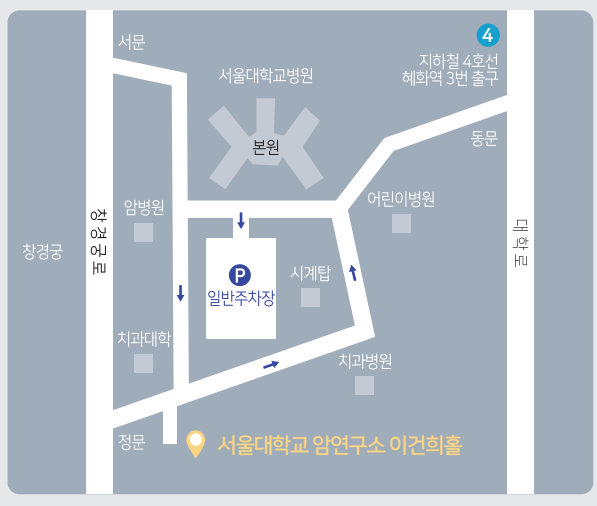 서문
4
지하철 4호선
혜화역 3번 출구
서울대학교병원
본원
동문
암병원
어린이병원
창경궁로
대학로
창경궁
P
일반주차장
시계탑
치과대학
치과병원
정문
서울대학교 암연구소 이건희홀